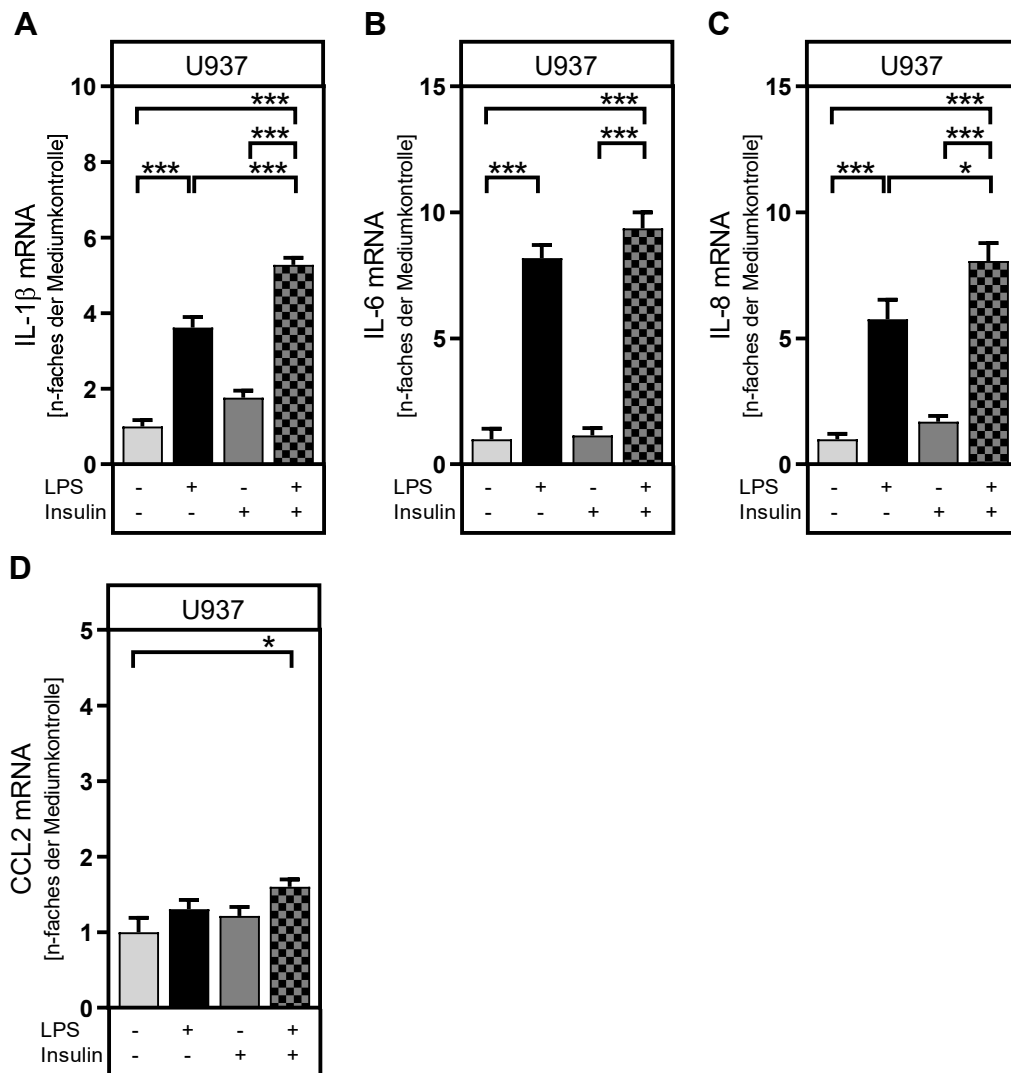 A
U937
IL-1β mRNA
[n-faches der Mediumkontrolle]
10
8
6
4
2
0
***
***
*** ***
LPS - + - +
Insulin - - + +
B
U937
IL-6 mRNA
[n-faches der Mediumkontrolle]
15
10
5
0
***
*** ***
LPS - + - +
Insulin - - + +
C
U937
IL-8 mRNA
[n-faches der Mediumkontrolle]
15
10
5
0
***
***
*** *
LPS - + - +
Insulin - - + +
D
U937
CCL2 mRNA
[n-faches der Mediumkontrolle]
5
4
3
2
1
0
*
LPS - + - +
Insulin - - + +